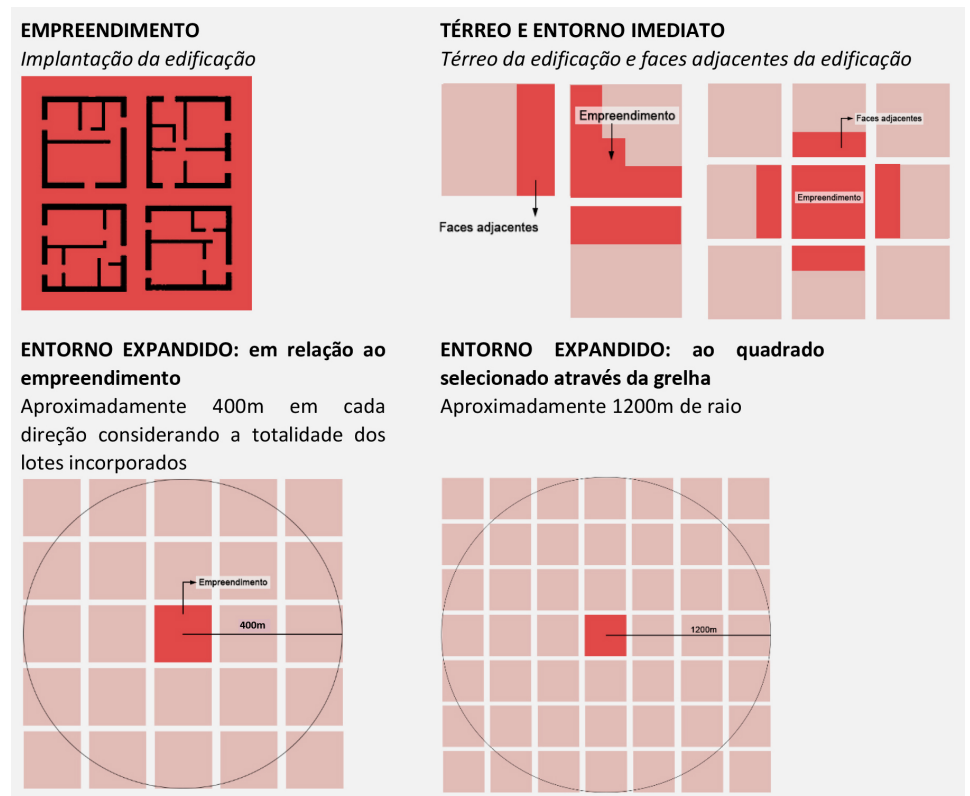 EMPREENDIMENTO
Implantação da edificação
TÉRREO E ENTORNO IMEDIATO
Térreo da edificação e faces adjacentes da edificação
Empreendimento
Faces adjacentes
Faces adjacentes
Empreendimento
ENTORNO EXPANDIDO: em relação ao
empreendimento
Aproximadamente 400m em cada
direção considerando a totalidade dos
lotes incorporados
Empreendimento
400m
ENTORNO EXPANDIDO: ao quadrado
selecionado através da grelha
Aproximadamente 1200m de raio
1200m